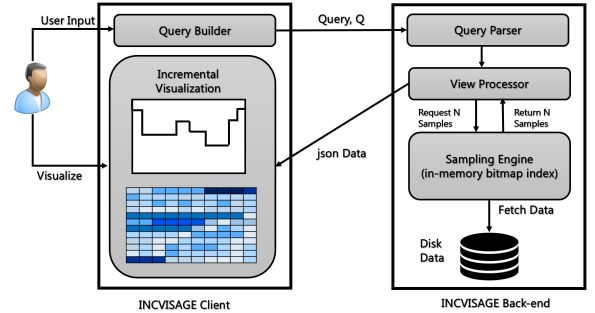 User Input
Query Builder
Query, Q
Query Parser
Incremental
Visualization
View Processor
Request N
Samples
Return N
Samples
json Data
Visualize
Sampling Engine
(in-memory bitmap index)
Fetch Data
Disk
Data
INCVISAGE Client
INCVISAGE Back-end